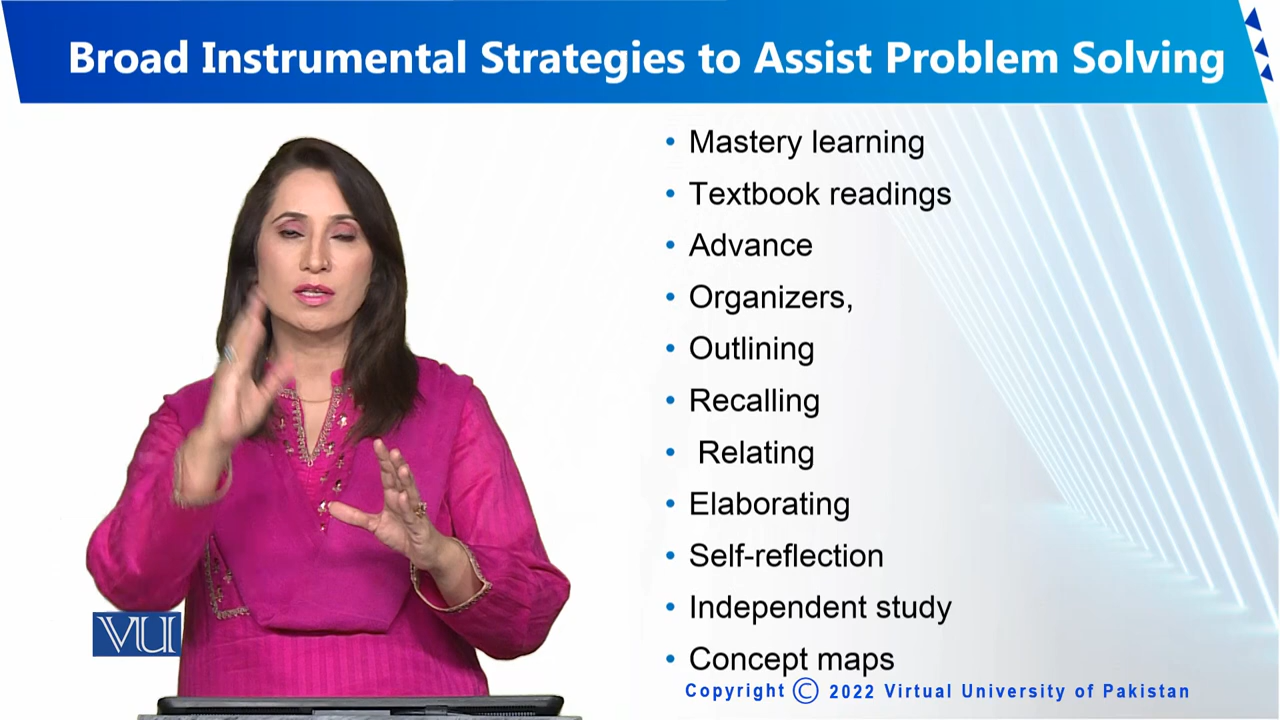 Broad Instrumental Strategies to Assist Problem Solving
• Mastery learning
• Textbook readings
• Advance
• Organizers,
• Outlining
• Recalling
• Relating
• Elaborating
• Self-reflection
• Independent study
• Concept maps
VU
Copyright © 2022 Virtual University of Pakistan